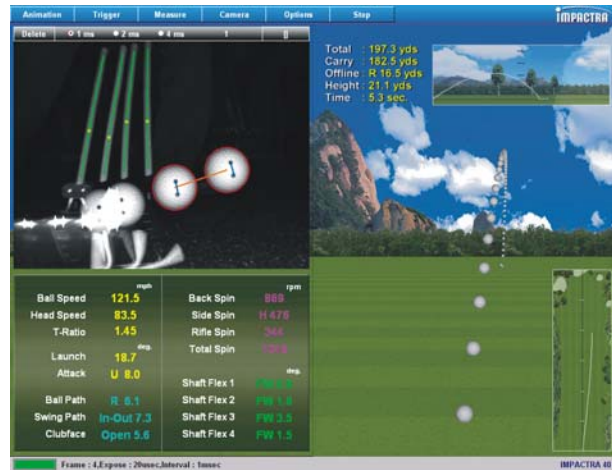 Animation Trigger Measure Camera Options Stop
IMPACTRA
Delete 1 ms 2 ms 4 ms 1
Total : 197.3 yds
Carry : 182.5 yds
Offline : R 16.5 yds
Height : 21.1 yds
Time : 5.3 sec.
mph rpm
Ball Speed 121.5 Back Spin
Head Speed 83.5 Side Spin H 476
T-Ratio 1.45 Rifle Spin
deg. Total Spin
Launch 18.7
deg.
Attack U 8.0 Shaft Flex 1
Ball Path R 6.1 Shaft Flex 2
Swing Path In-Out 7.3 Shaft Flex 3 FW 3.5
Clubface Open 5.6 Shaft Flex 4 FW 1.5
Frame : 4,Expose : 20usec,Interval : 1msec IMPACTRA 48